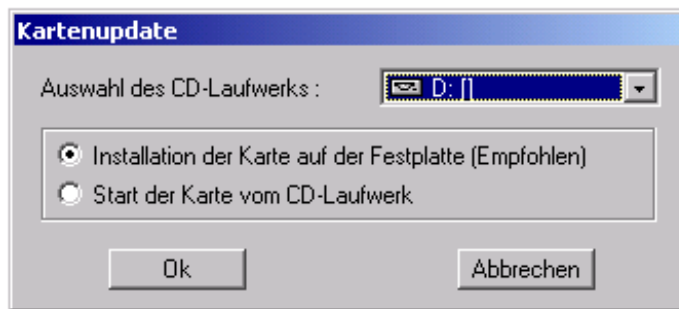 Kartenupdate
Auswahl des CD-Laufwerks : D: []
Installation der Karte auf der Festplatte (Empfohlen)
Start der Karte vom CD-Laufwerk
Ok Abbrechen